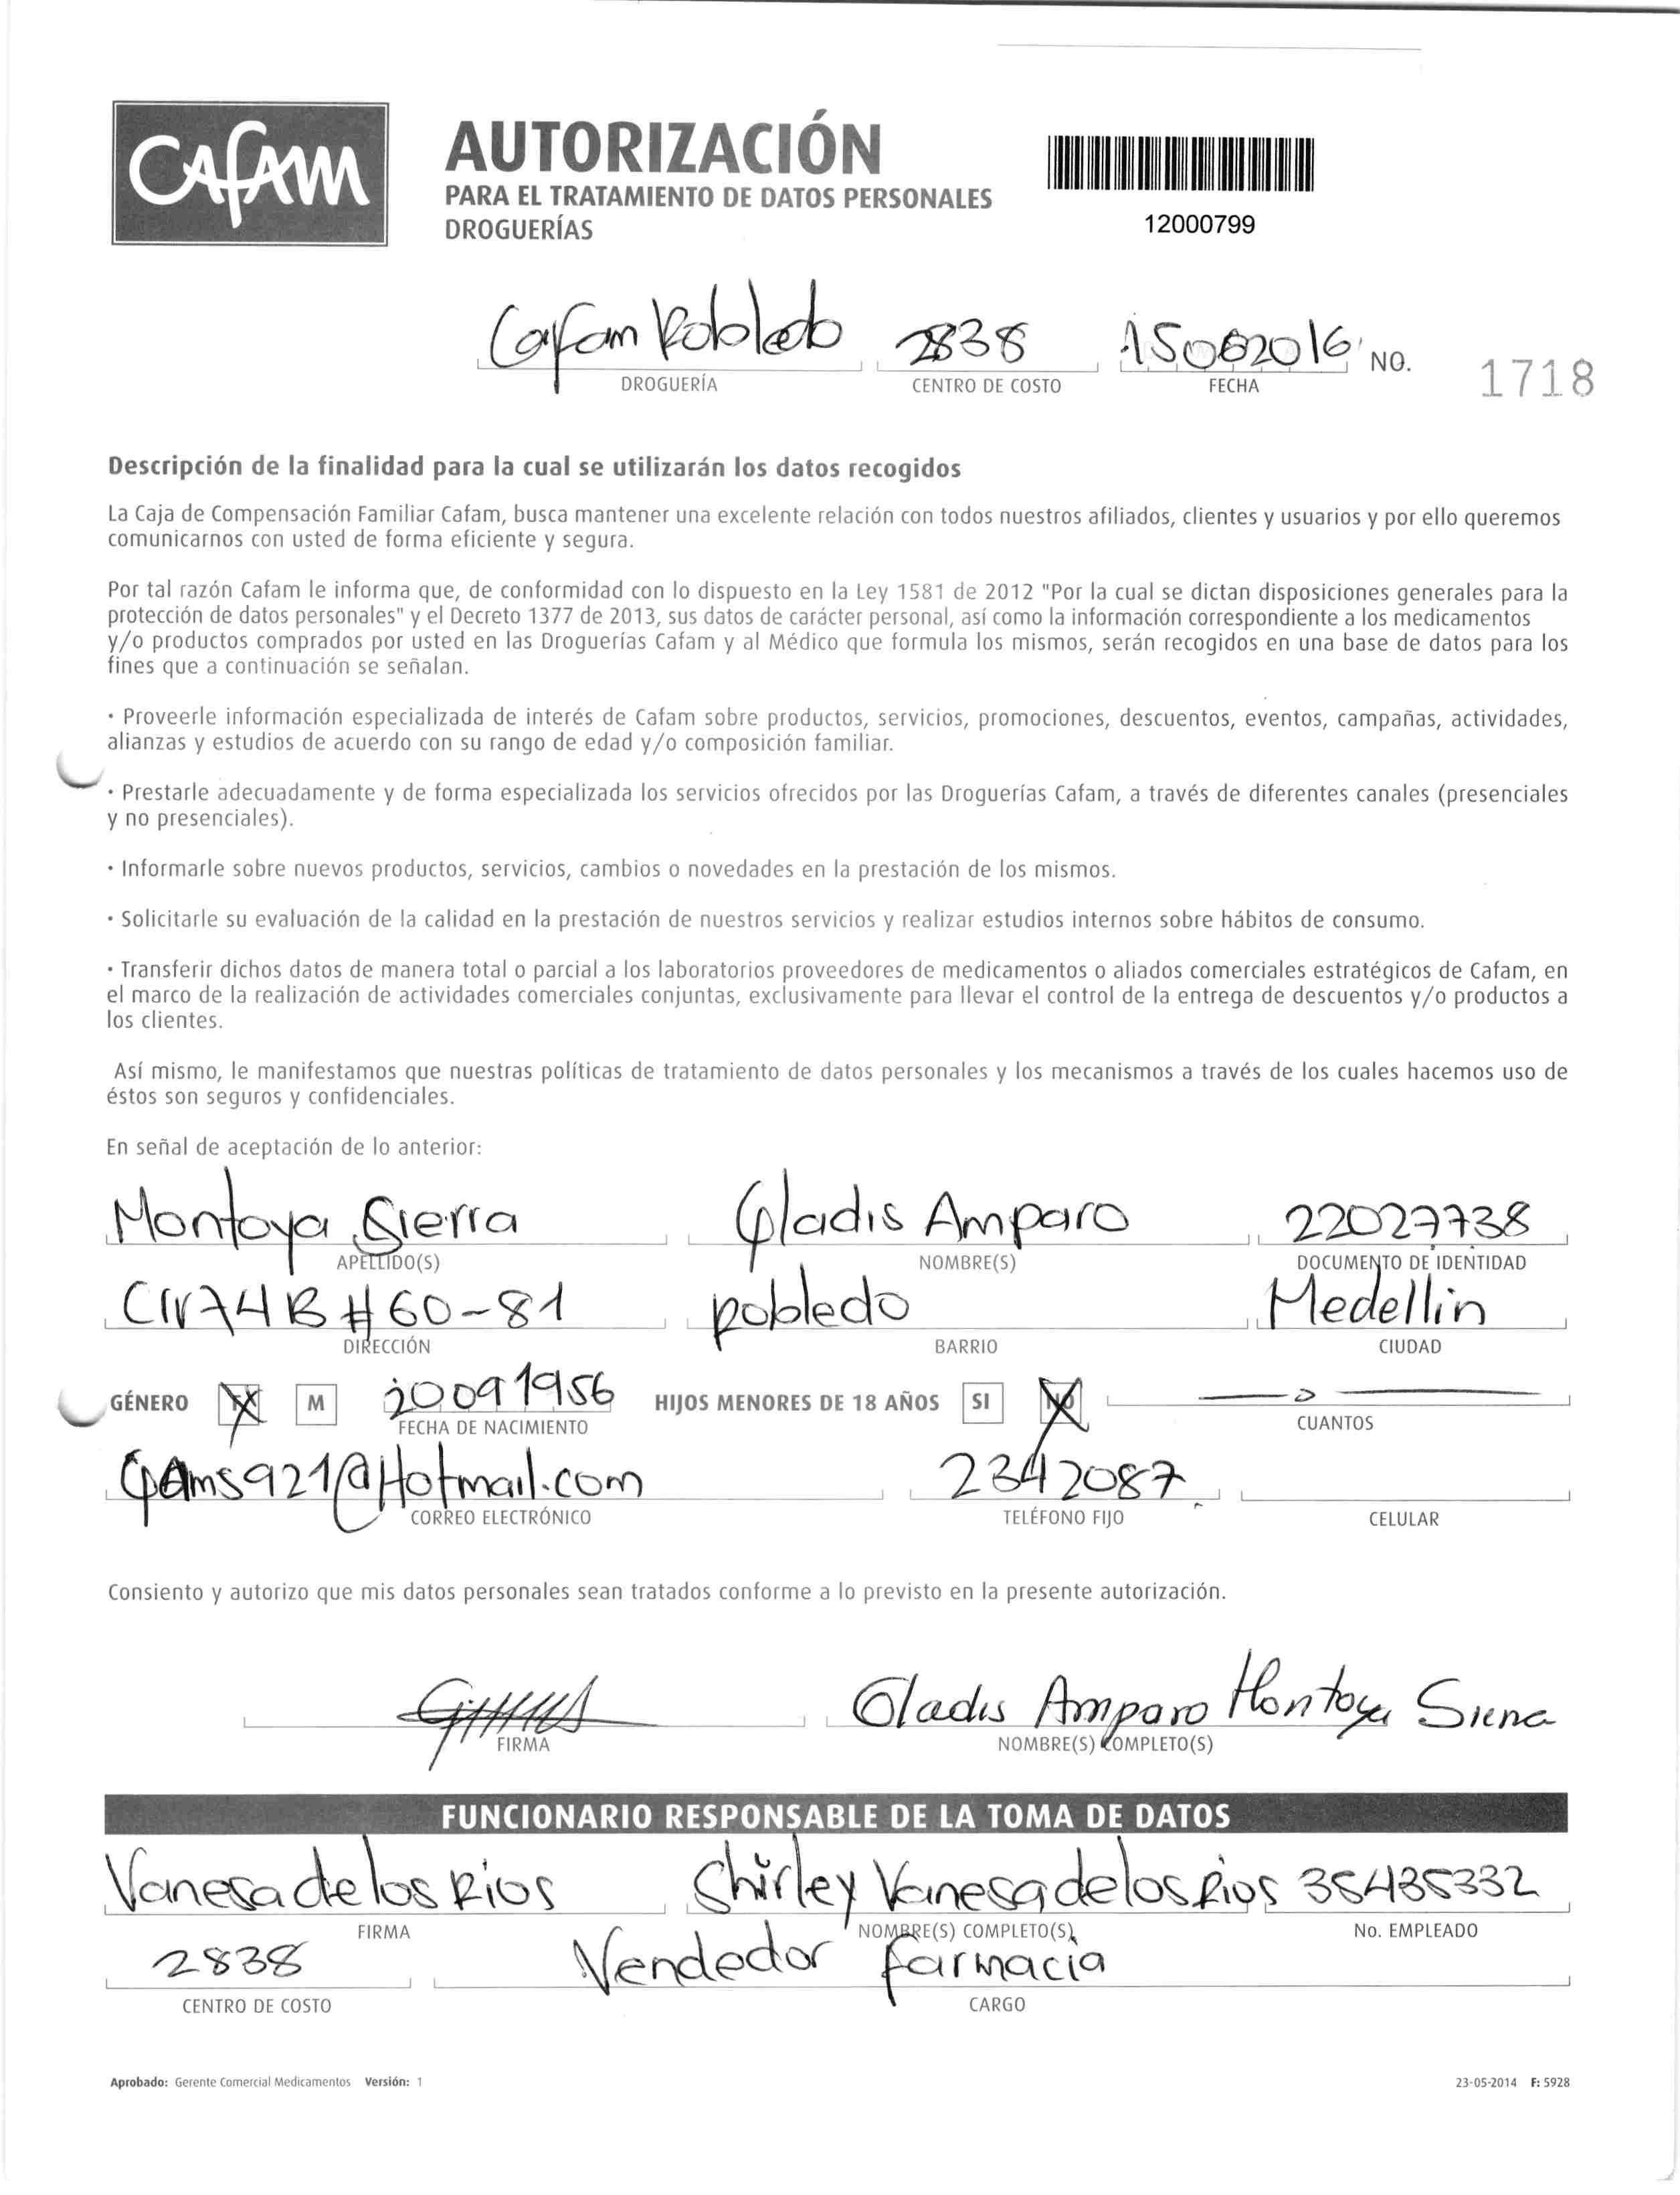 Cafam
AUTORIZACIÓN
PARA EL TRATAMIENTO DE DATOS PERSONALES
DROGUERÍAS
12000799
Cafam Robledo 2838 15062016 NO. 1718
DROGUERÍA CENTRO DE COSTO FECHA
Descripción de la finalidad para la cual se utilizarán los datos recogidos
La Caja de Compensación Familiar Cafam, busca mantener una excelente relación con todos nuestros afiliados, clientes y usuarios y por ello queremos
comunicarnos con usted de forma eficiente y segura.
Por tal razón Cafam le informa que, de conformidad con lo dispuesto en la Ley 1581 de 2012 "Por la cual se dictan disposiciones generales para la
protección de datos personales" y el Decreto 1377 de 2013, sus datos de carácter personal, así como la información correspondiente a los medicamentos
y/o productos comprados por usted en las Droguerías Cafam y al Médico que formula los mismos, serán recogidos en una base de datos para los
fines que a continuación se señalan.
· Proveerle información especializada de interés de Cafam sobre productos, servicios, promociones, descuentos, eventos, campañas, actividades,
alianzas y estudios de acuerdo con su rango de edad y/o composición familiar.
· Prestarle adecuadamente y de forma especializada los servicios ofrecidos por las Droguerías Cafam, a través de diferentes canales (presenciales
y no presenciales).
· Informarle sobre nuevos productos, servicios, cambios o novedades en la prestación de los mismos.
· Solicitarle su evaluación de la calidad en la prestación de nuestros servicios y realizar estudios internos sobre hábitos de consumo.
· Transferir dichos datos de manera total o parcial a los laboratorios proveedores de medicamentos o aliados comerciales estratégicos de Cafam, en
el marco de la realización de actividades comerciales conjuntas, exclusivamente para llevar el control de la entrega de descuentos y/o productos a
los clientes.
Así mismo, le manifestamos que nuestras políticas de tratamiento de datos personales y los mecanismos a través de los cuales hacemos uso de
éstos son seguros y confidenciales.
En señal de aceptación de lo anterior:
Montoya Sierra Gladis Amparo 22027738
APELLIDO(S) NOMBRE(S) DOCUMENTO DE IDENTIDAD
Crr74B # 60-81 Robledo Medellin
DIRECCIÓN BARRIO CIUDAD
GÉNERO M 20091956 HIJOS MENORES DE 18 AÑOS SI NO 0
FECHA DE NACIMIENTO CUANTOS
GAms921@Hotmail.com 2342087
CORREO ELECTRÓNICO TELÉFONO FIJO CELULAR
Consiento y autorizo que mis datos personales sean tratados conforme a lo previsto en la presente autorización.
Gladis Amparo Montoya Sierra
FIRMA NOMBRE(S) COMPLETO(S)
FUNCIONARIO RESPONSABLE DE LA TOMA DE DATOS
Vanesa de los Rios Shirley Vanesa de los Rios 35435332
FIRMA NOMBRE(S) COMPLETO(S) No. EMPLEADO
2838 Vendedor farmacia
CENTRO DE COSTO CARGO
Aprobado: Gerente Comercial Medicamentos Versión: 1 23-05-2014 F: 5928